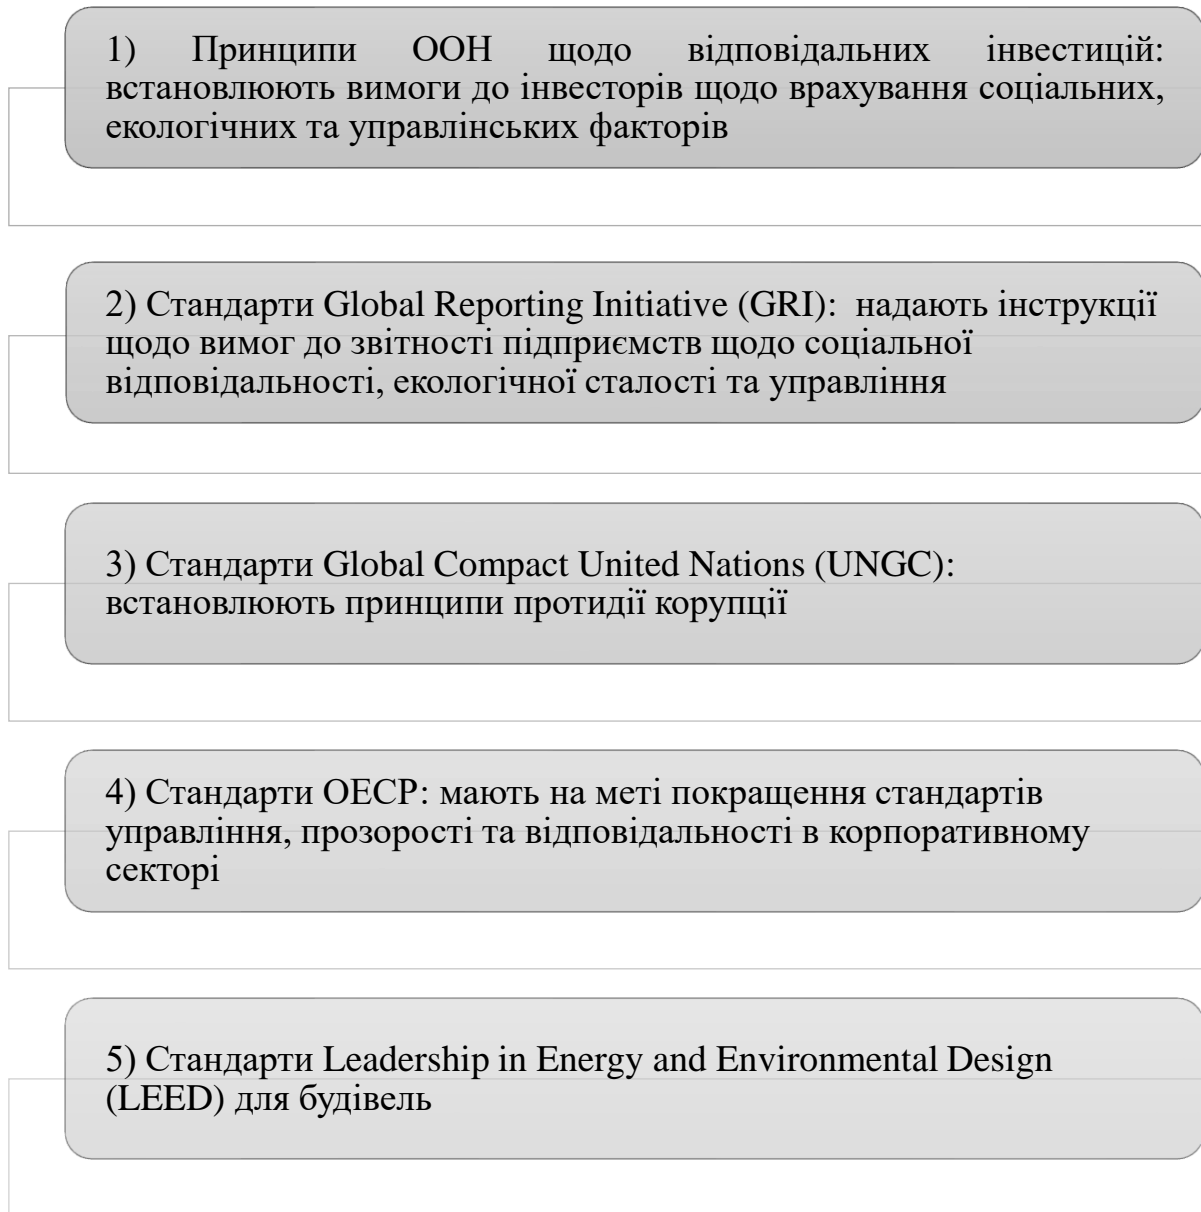 1) Принципи ООН щодо відповідальних інвестицій:
встановлюють вимоги до інвесторів щодо врахування соціальних,
екологічних та управлінських факторів
2) Стандарти Global Reporting Initiative (GRI): надають інструкції
щодо вимог до звітності підприємств щодо соціальної
відповідальності, екологічної сталості та управління
3) Стандарти Global Compact United Nations (UNGC):
встановлюють принципи протидії корупції
4) Стандарти ОЕСР: мають на меті покращення стандартів
управління, прозорості та відповідальності в корпоративному
секторі
5) Стандарти Leadership in Energy and Environmental Design
(LEED) для будівель